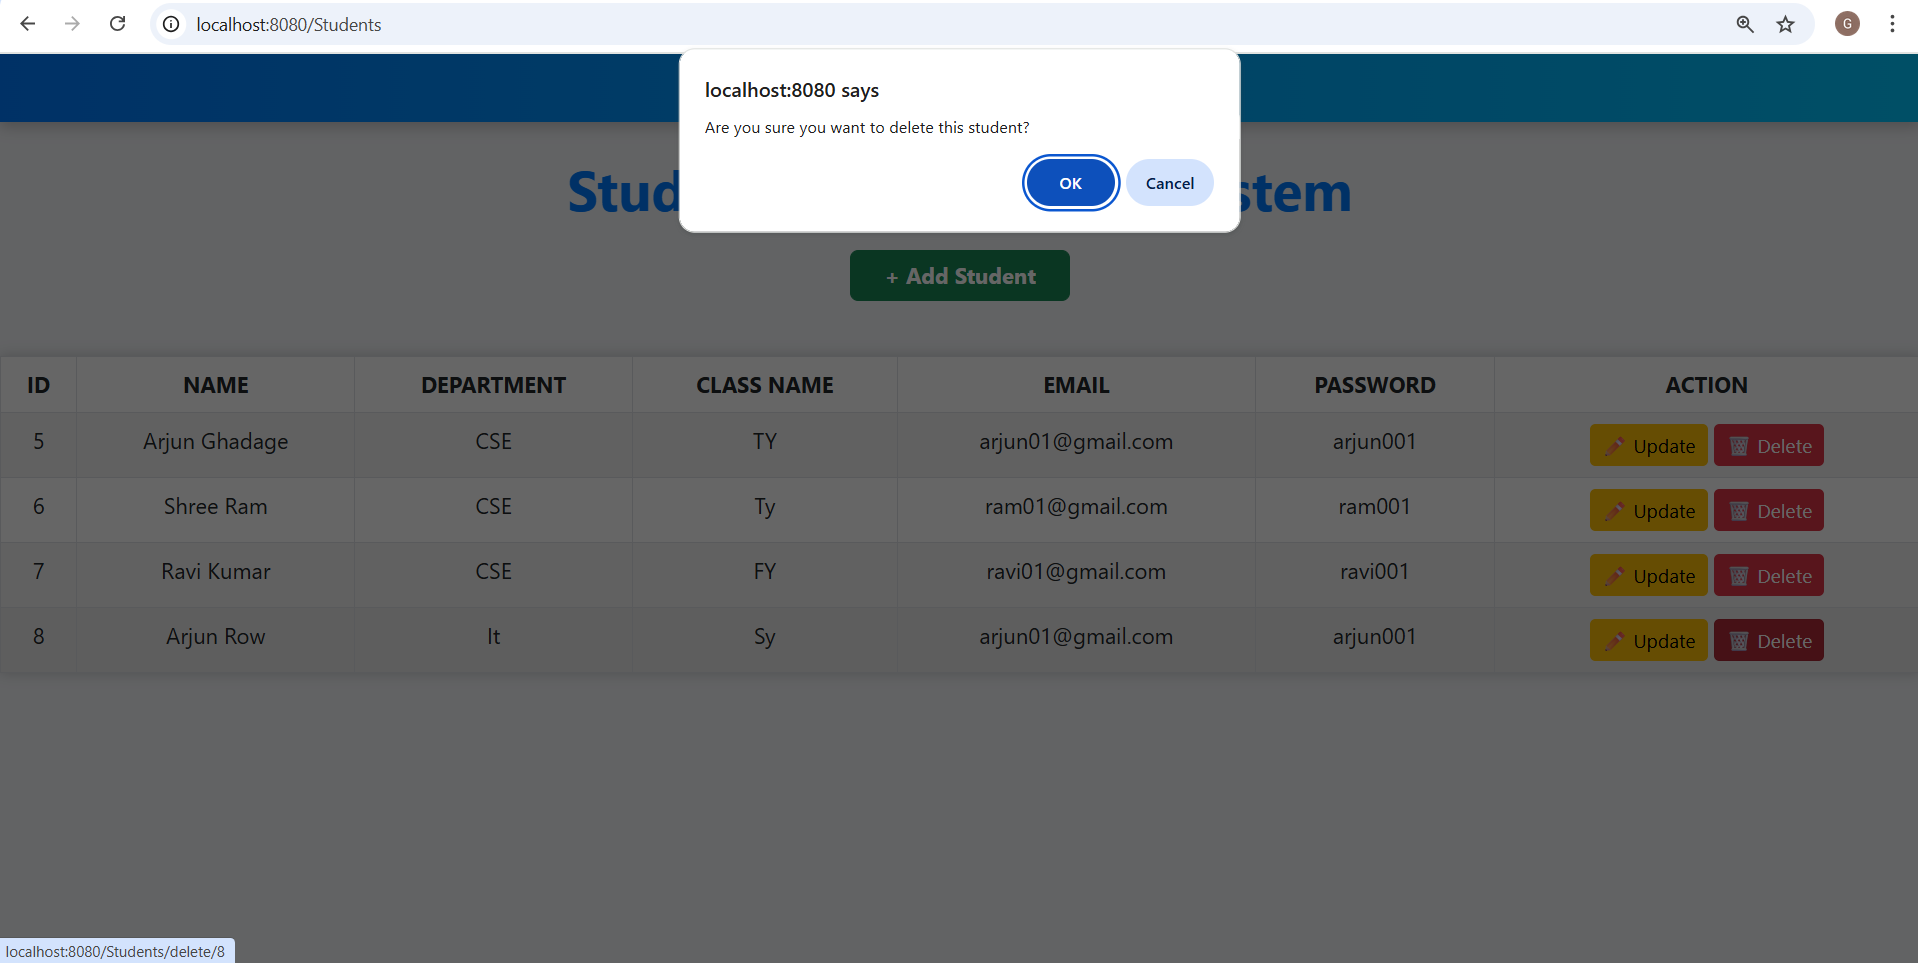 localhost:8080/Students
G
localhost:8080 says
Are you sure you want to delete this student?
OK Cancel
+ Add Student
ID NAME DEPARTMENT CLASS NAME EMAIL PASSWORD ACTION
5 Arjun Ghadage CSE TY arjun01@gmail.com arjun001 Update Delete
6 Shree Ram CSE Ty ram01@gmail.com ram001 Update Delete
7 Ravi Kumar CSE FY ravi01@gmail.com ravi001 Update Delete
8 Arjun Row It Sy arjun01@gmail.com arjun001 Update Delete
localhost:8080/Students/delete/8